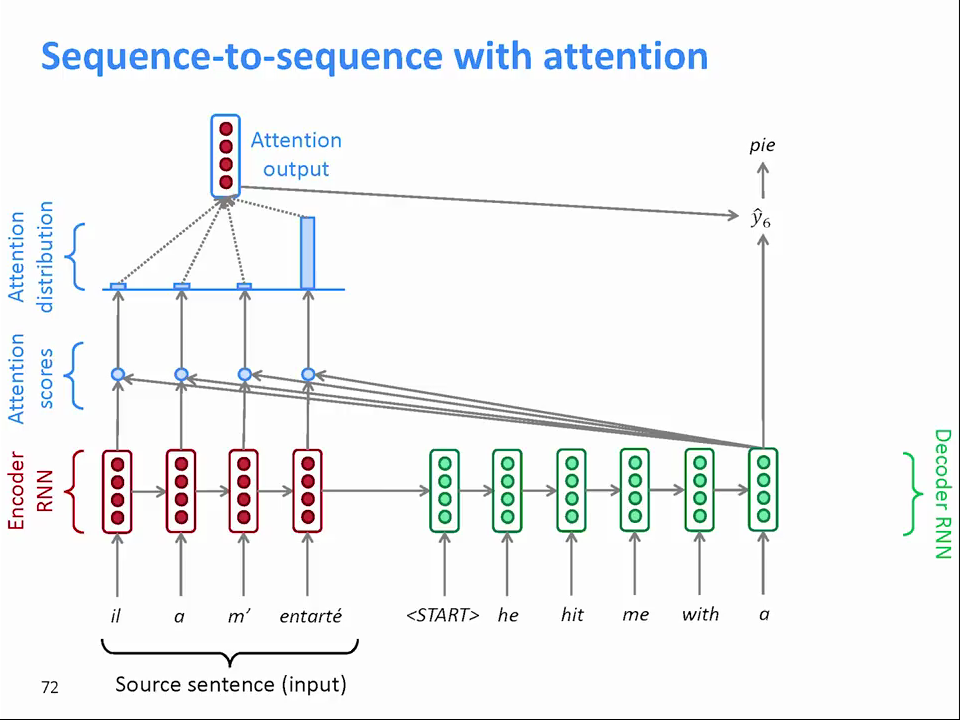 Sequence-to-sequence with attention
Attention
output
pie
ŷ6
Attention
distribution
Attention
scores
Encoder
RNN
Decoder RNN
il a m’ entarté <START> he hit me with a
Source sentence (input)
72